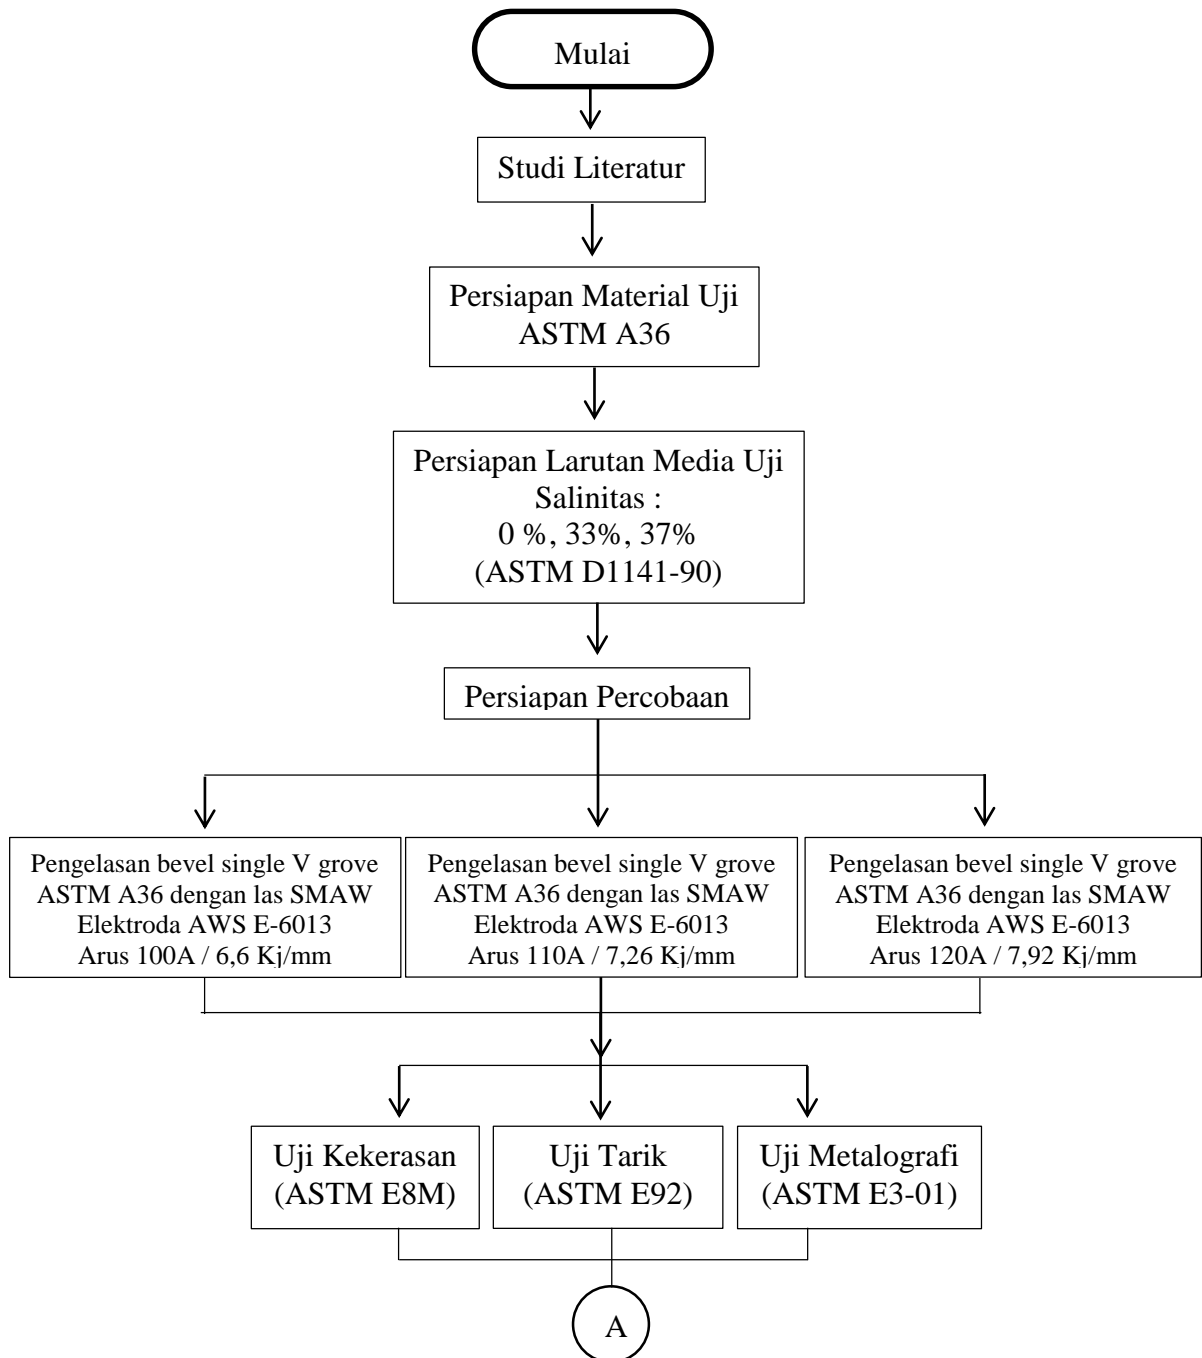 Mulai
Studi Literatur
Persiapan Material Uji
ASTM A36
Persiapan Larutan Media Uji
Salinitas :
0 %, 33%, 37%
(ASTM D1141-90)
Persiapan Percobaan
Pengelasan bevel single V grove
ASTM A36 dengan las SMAW
Elektroda AWS E-6013
Arus 100A / 6,6 Kj/mm
Pengelasan bevel single V grove
ASTM A36 dengan las SMAW
Elektroda AWS E-6013
Arus 110A / 7,26 Kj/mm
Pengelasan bevel single V grove
ASTM A36 dengan las SMAW
Elektroda AWS E-6013
Arus 120A / 7,92 Kj/mm
Uji Kekerasan
(ASTM E8M)
Uji Tarik
(ASTM E92)
Uji Metalografi
(ASTM E3-01)
A